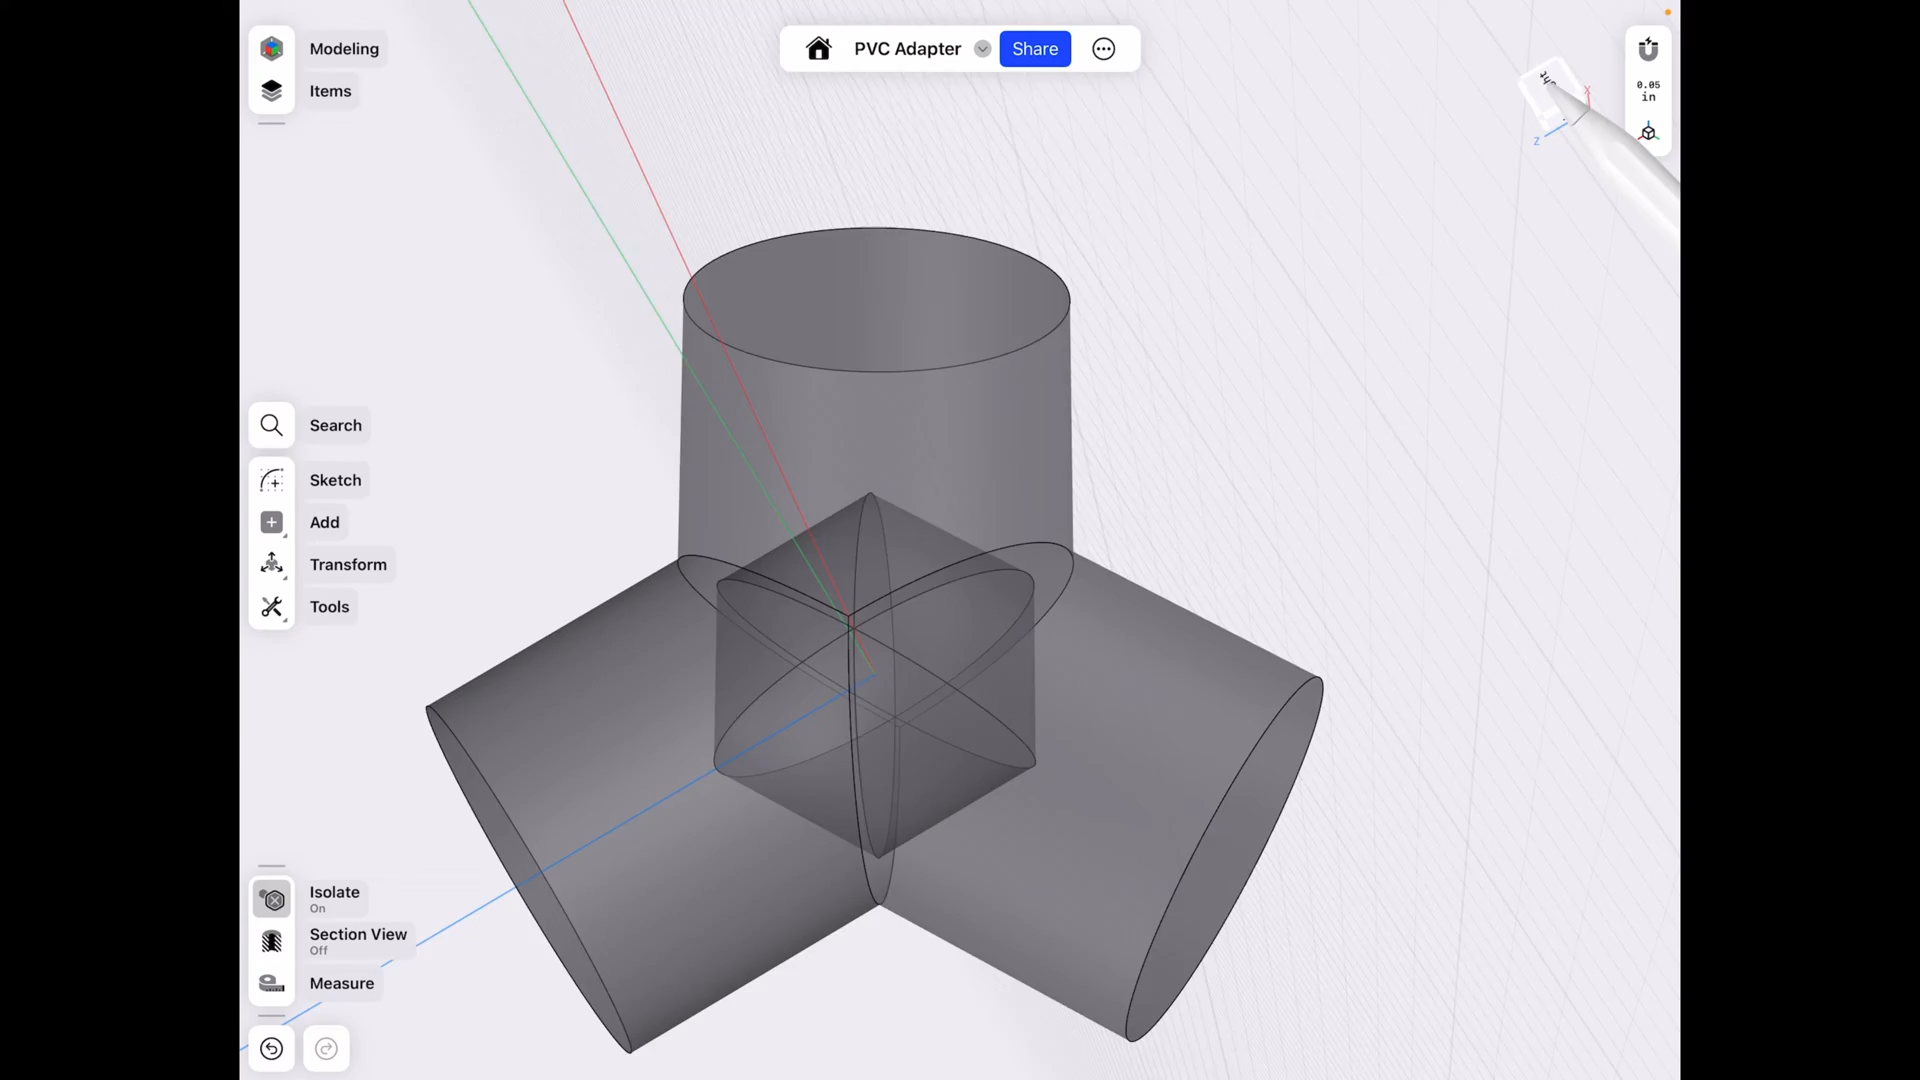 Modeling
Items
PVC Adapter
Share
0.05
in
X
Z
Search
Sketch
Add
Transform
Tools
Isolate
On
Section View
Off
Measure